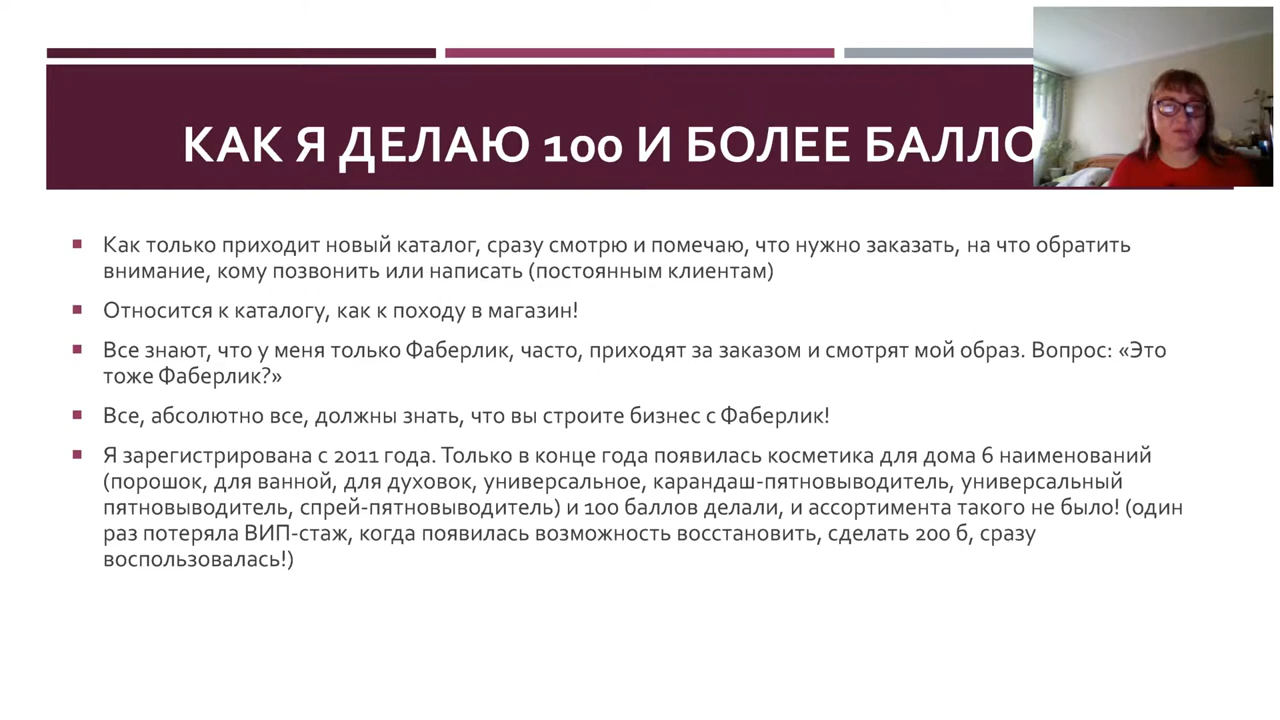 КАК Я ДЕЛАЮ 100 И БОЛЕЕ БАЛЛО
Как только приходит новый каталог, сразу смотрю и помечаю, что нужно заказать, на что обратить
внимание, кому позвонить или написать (постоянным клиентам)
Относится к каталогу, как к походу в магазин!
Все знают, что у меня только Фаберлик, часто, приходят за заказом и смотрят мой образ. Вопрос: «Это
тоже Фаберлик?»
Все, абсолютно все, должны знать, что вы строите бизнес с Фаберлик!
Я зарегистрирована с 2011 года. Только в конце года появилась косметика для дома 6 наименований
(порошок, для ванной, для духовок, универсальное, карандаш-пятновыводитель, универсальный
пятновыводитель, спрей-пятновыводитель) и 100 баллов делали, и ассортимента такого не было! (один
раз потеряла ВИП-стаж, когда появилась возможность восстановить, сделать 200 б, сразу
воспользовалась!)